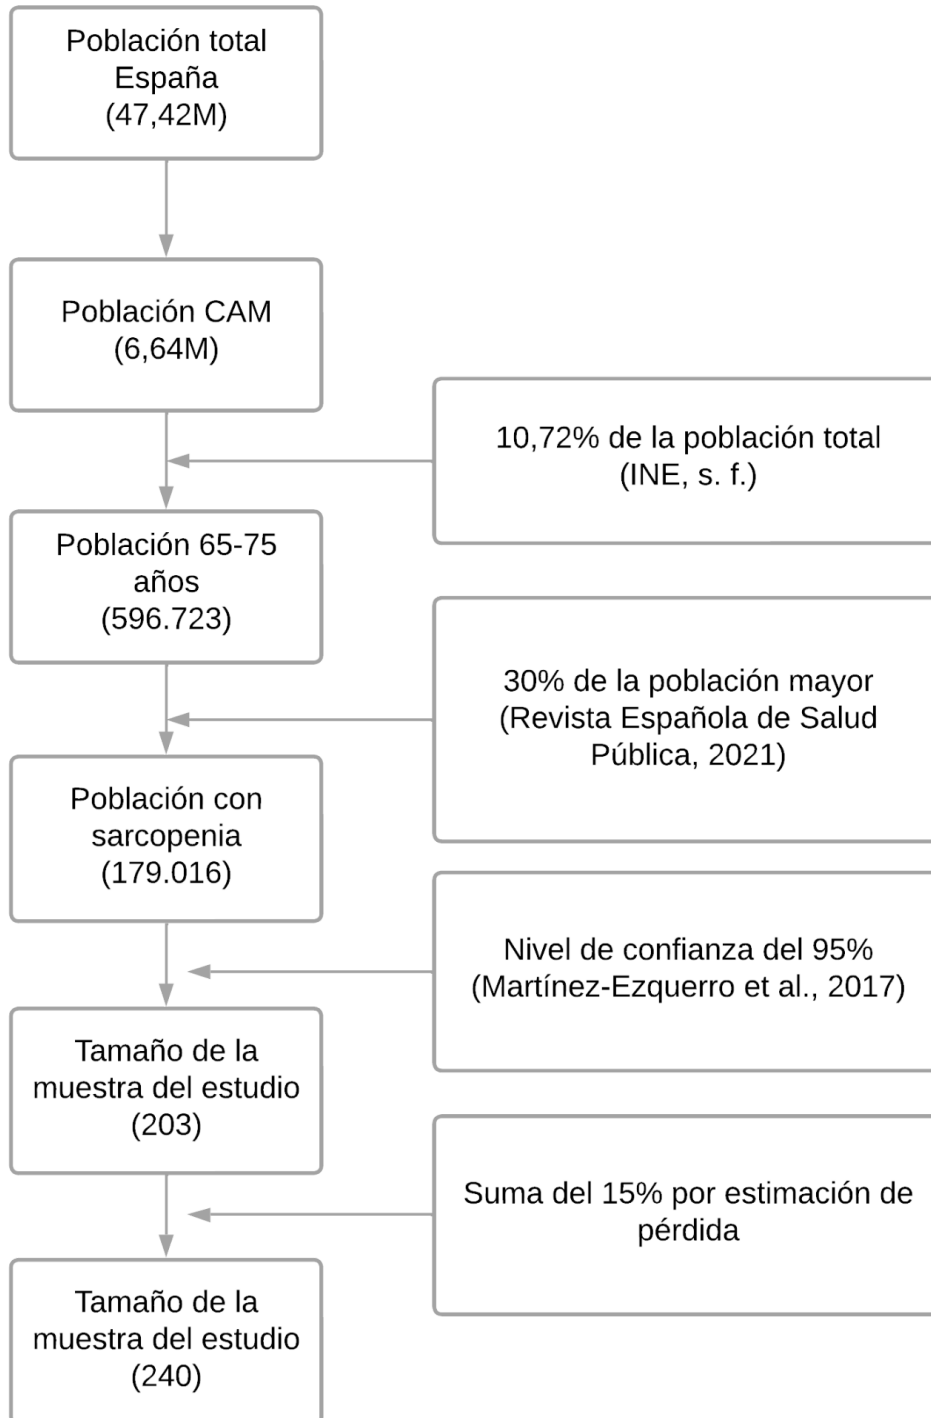 Población total
España
(47,42M)
Población CAM
(6,64M)
10,72% de la población total
(INE, s. f.)
Población 65-75
años
(596.723)
30% de la población mayor
(Revista Española de Salud
Pública, 2021)
Población con
sarcopenia
(179.016)
Nivel de confianza del 95%
(Martínez-Ezquerro et al., 2017)
Tamaño de la
muestra del estudio
(203)
Suma del 15% por estimación de
pérdida
Tamaño de la
muestra del estudio
(240)